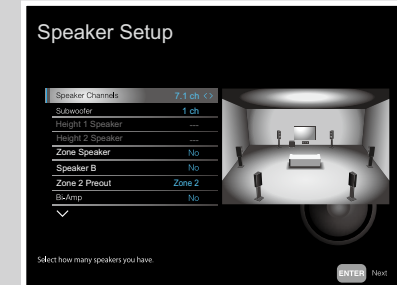 Speaker Setup
Speaker Channels 7.1 ch <>
Subwoofer 1 ch
Height 1 Speaker ---
Height 2 Speaker ---
Zone Speaker No
Speaker B No
Zone 2 Preout Zone 2
Bi-Amp No
Select how many speakers you have.
ENTER Next